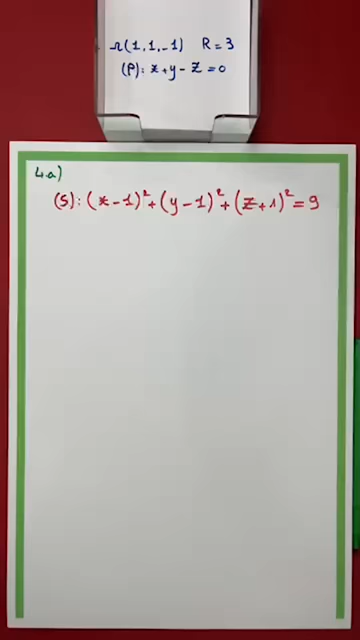 Ω(1,1,-1) R=3
(P): x+y-z=0
4.a)
(S): (x-1)²+(y-1)²+(z+1)²=9